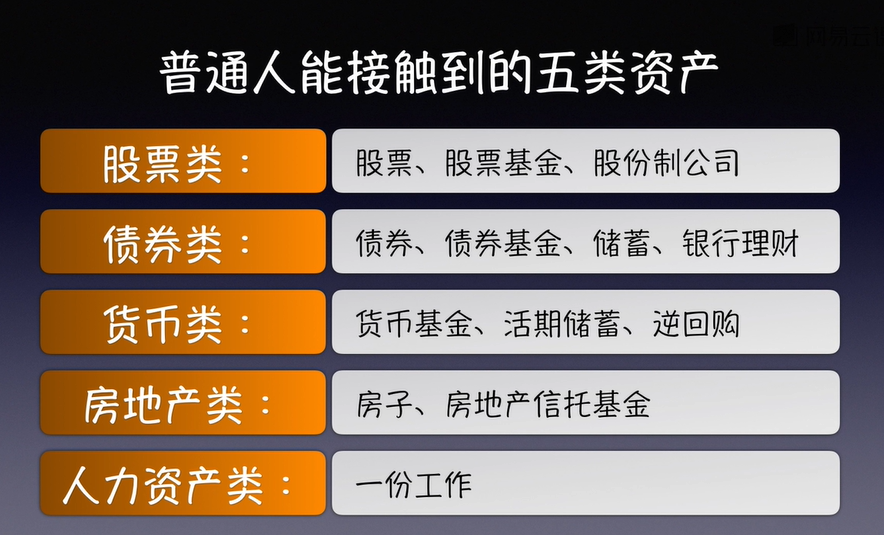 普通人能接触到的五类资产
股票类：
股票、股票基金、股份制公司
债券类：
债券、债券基金、储蓄、银行理财
货币类：
货币基金、活期储蓄、逆回购
房地产类：
房子、房地产信托基金
人力资产类：
一份工作